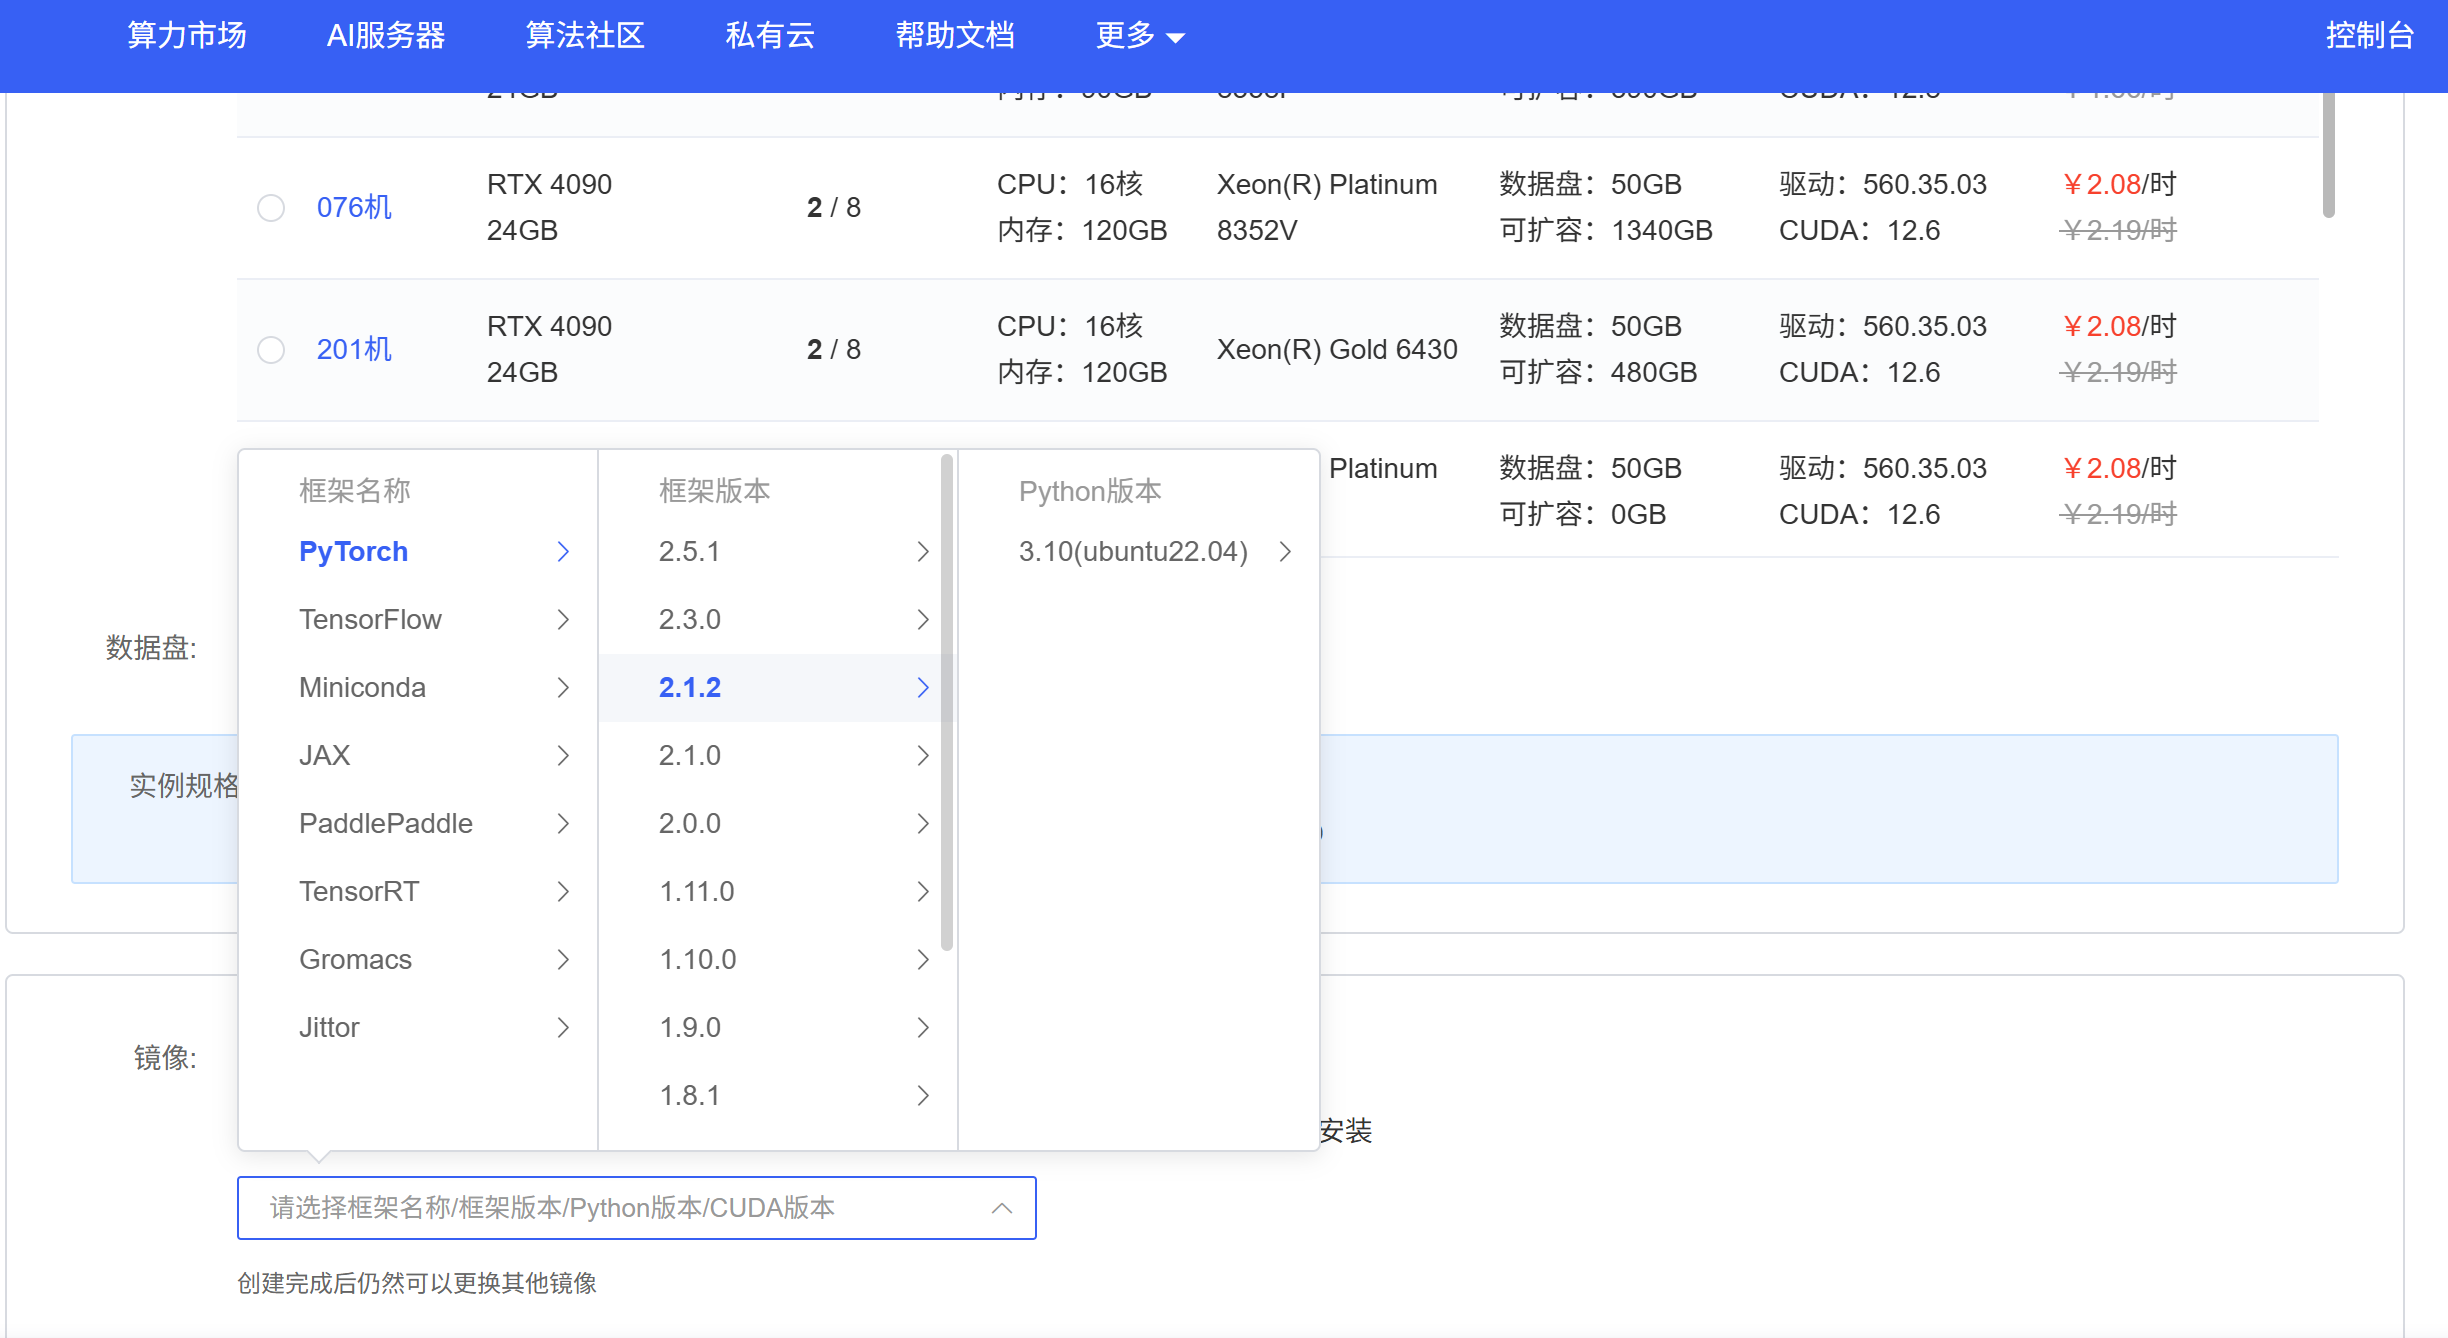 算力市场 AI服务器 算法社区 私有云 帮助文档 更多 控制台
076机 RTX 4090 24GB 2 / 8 CPU：16核 内存：120GB Xeon(R) Platinum 8352V 数据盘：50GB 可扩容：1340GB 驱动：560.35.03 CUDA：12.6 ￥2.08/时 ￥2.19/时
201机 RTX 4090 24GB 2 / 8 CPU：16核 内存：120GB Xeon(R) Gold 6430 数据盘：50GB 可扩容：480GB 驱动：560.35.03 CUDA：12.6 ￥2.08/时 ￥2.19/时
Platinum 数据盘：50GB 可扩容：0GB 驱动：560.35.03 CUDA：12.6 ￥2.08/时 ￥2.19/时
框架名称
PyTorch
TensorFlow
Miniconda
JAX
PaddlePaddle
TensorRT
Gromacs
Jittor
框架版本
2.5.1
2.3.0
2.1.2
2.1.0
2.0.0
1.11.0
1.10.0
1.9.0
1.8.1
Python版本
3.10(ubuntu22.04)
数据盘:
实例规格
镜像:
安装
请选择框架名称/框架版本/Python版本/CUDA版本
创建完成后仍然可以更换其他镜像